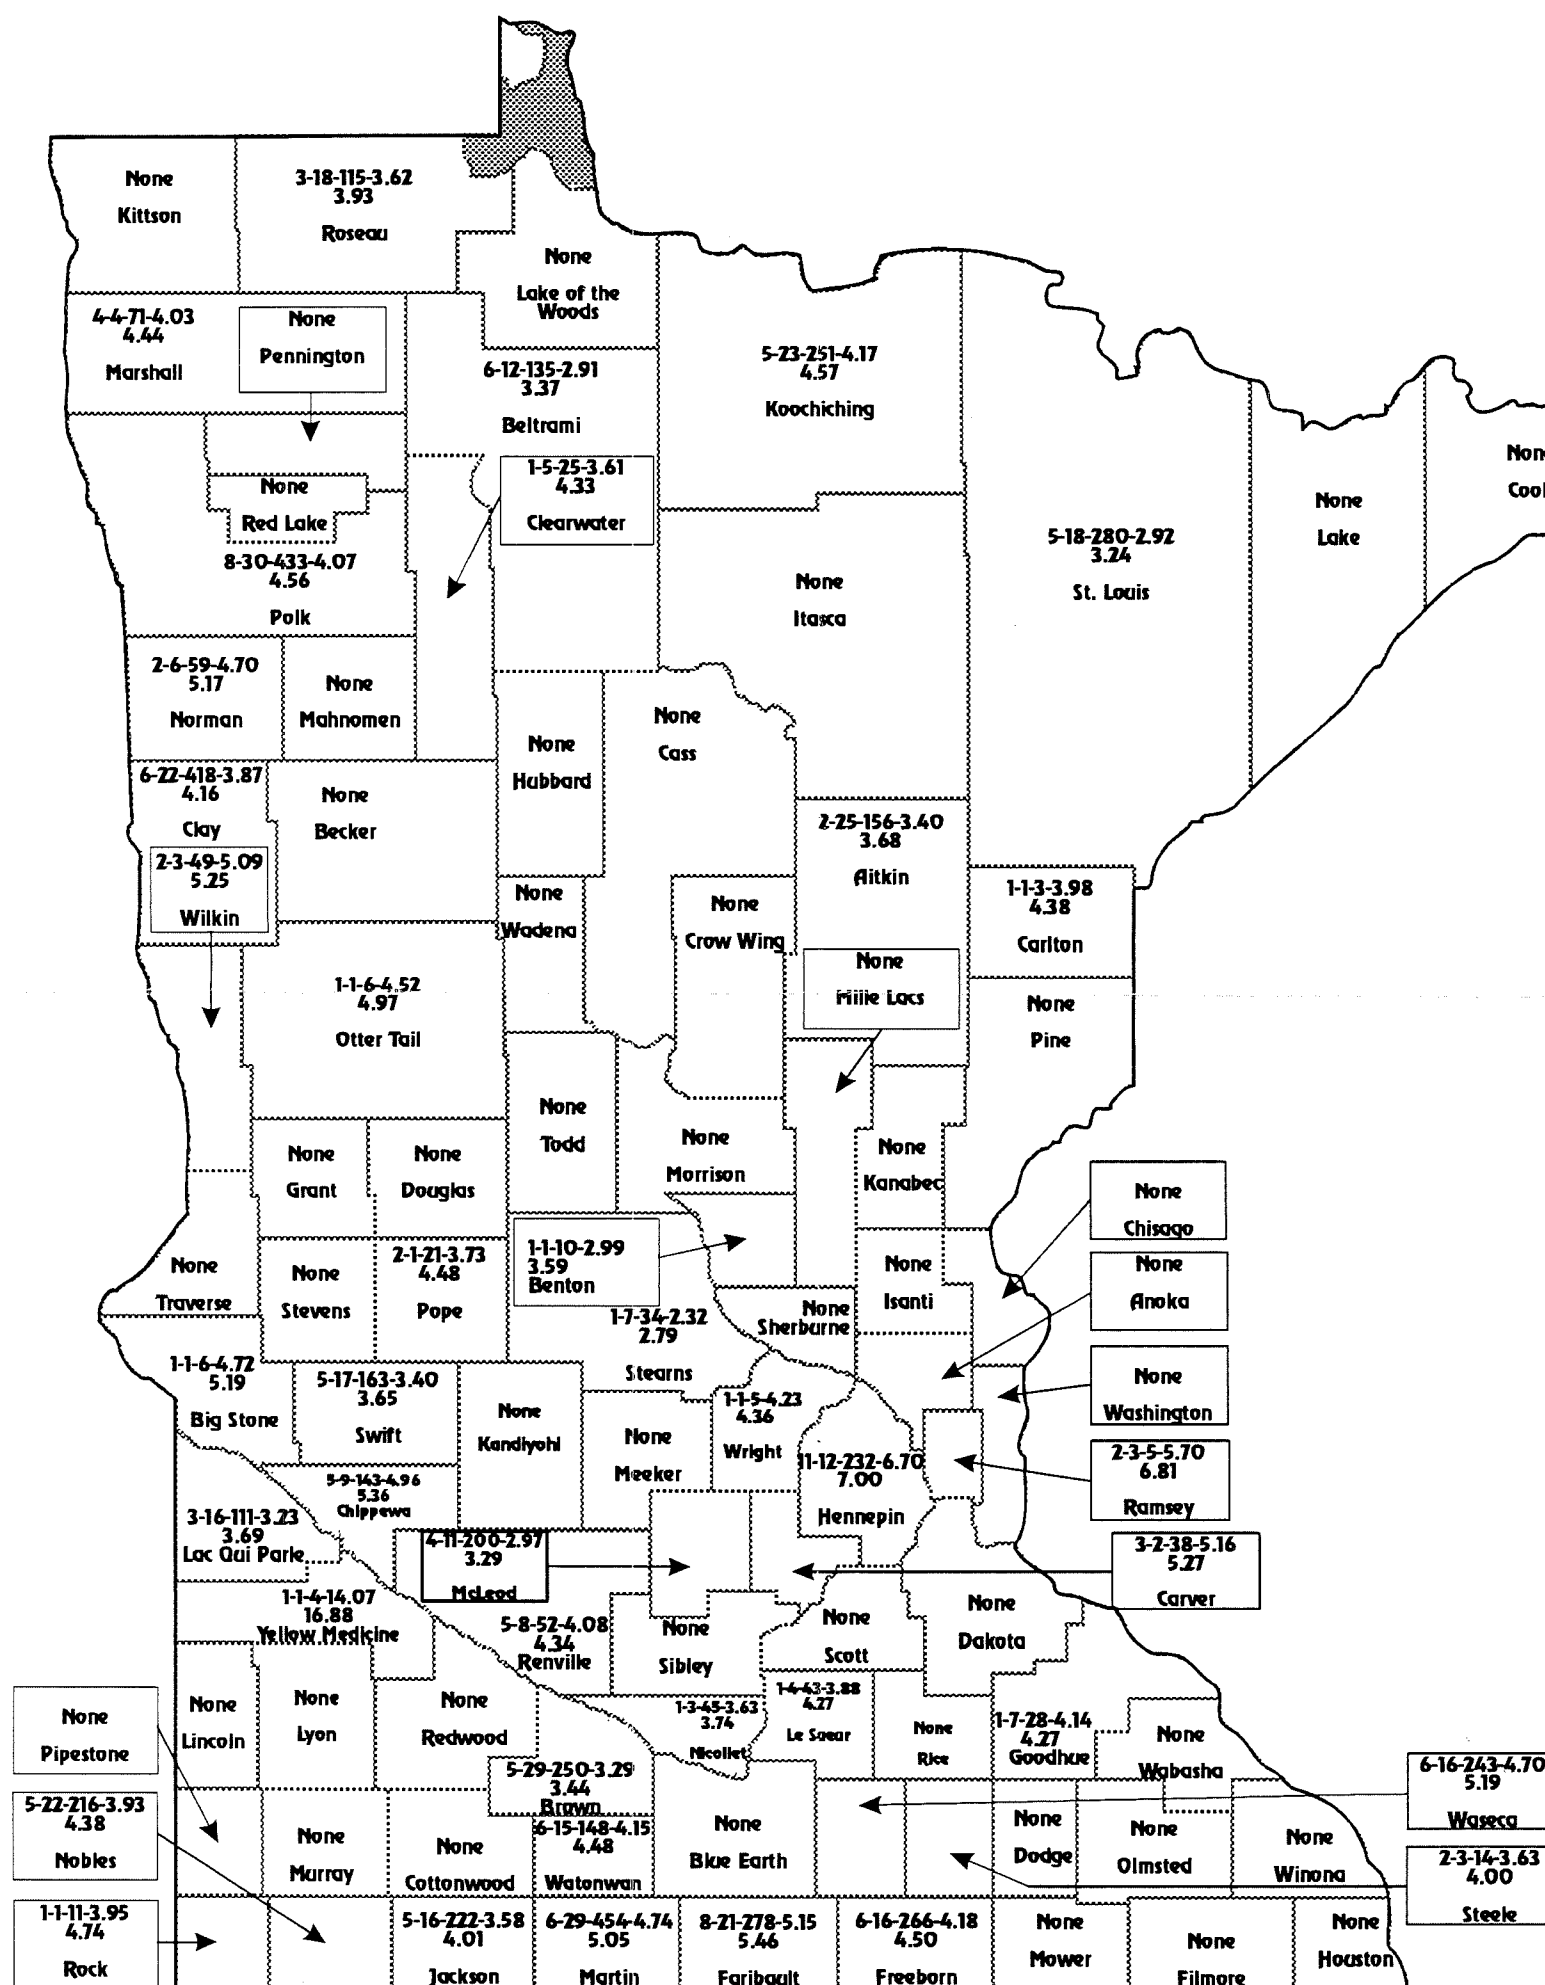 None
Kittson
3-18-115-3.62
3.93
Roseau
None
Lake of the
Woods
4-4-71-4.03
4.44
Marshall
None
Pennington
6-12-135-2.91
3.37
Beltrami
5-23-251-4.17
4.57
Koochiching
None
Red Lake
1-5-25-3.61
4.33
Clearwater
8-30-433-4.07
4.56
Polk
None
Itasca
5-18-280-2.92
3.24
St. Louis
None
Lake
2-6-59-4.70
5.17
Norman
None
Mahnomen
None
Hubbard
None
Cass
6-22-418-3.87
4.16
Clay
None
Becker
2-3-49-5.09
5.25
Wilkin
None
Wadena
None
Crow Wing
2-25-156-3.40
3.68
Aitkin
1-1-3-3.98
4.38
Carlton
1-1-6-4.52
4.97
Otter Tail
None
Mille Lacs
None
Pine
None
Grant
None
Douglas
None
Todd
None
Morrison
None
Kanabec
None
Chisago
None
Traverse
None
Stevens
2-1-21-3.73
4.48
Pope
1-1-10-2.99
3.59
Benton
None
Sherburne
None
Isanti
None
Anoka
1-7-34-2.32
2.79
Stearns
1-1-6-4.72
5.19
Big Stone
5-17-163-3.40
3.65
Swift
None
Kandiyohi
None
Meeker
1-1-5-4.23
4.36
Wright
None
Washington
11-12-232-6.70
7.00
Hennepin
2-3-5-5.70
6.81
Ramsey
5-9-143-4.96
5.36
Chippewa
3-16-111-3.23
3.69
Lac Qui Parle
4-11-200-2.97
3.29
McLeod
3-2-38-5.16
5.27
Carver
1-1-4-14.07
16.88
Yellow Medicine
5-8-52-4.08
4.34
Renville
None
Sibley
None
Scott
None
Dakota
None
Pipestone
None
Lincoln
None
Lyon
None
Redwood
1-3-45-3.63
3.74
Nicollet
1-4-43-3.88
4.27
Le Sueur
None
Rice
1-7-28-4.14
4.27
Goodhue
None
Wabasha
5-22-216-3.93
4.38
Nobles
None
Murray
None
Cottonwood
5-29-250-3.29
3.44
Brown
6-15-148-4.15
4.48
Watonwan
None
Blue Earth
None
Dodge
None
Olmsted
None
Winona
6-16-243-4.70
5.19
Waseca
2-3-14-3.63
4.00
Steele
1-1-11-3.95
4.74
Rock
5-16-222-3.58
4.01
Jackson
6-29-454-4.74
5.05
Martin
8-21-278-5.15
5.46
Faribault
6-16-266-4.18
4.50
Freeborn
None
Mower
None
Filmore
None
Houston